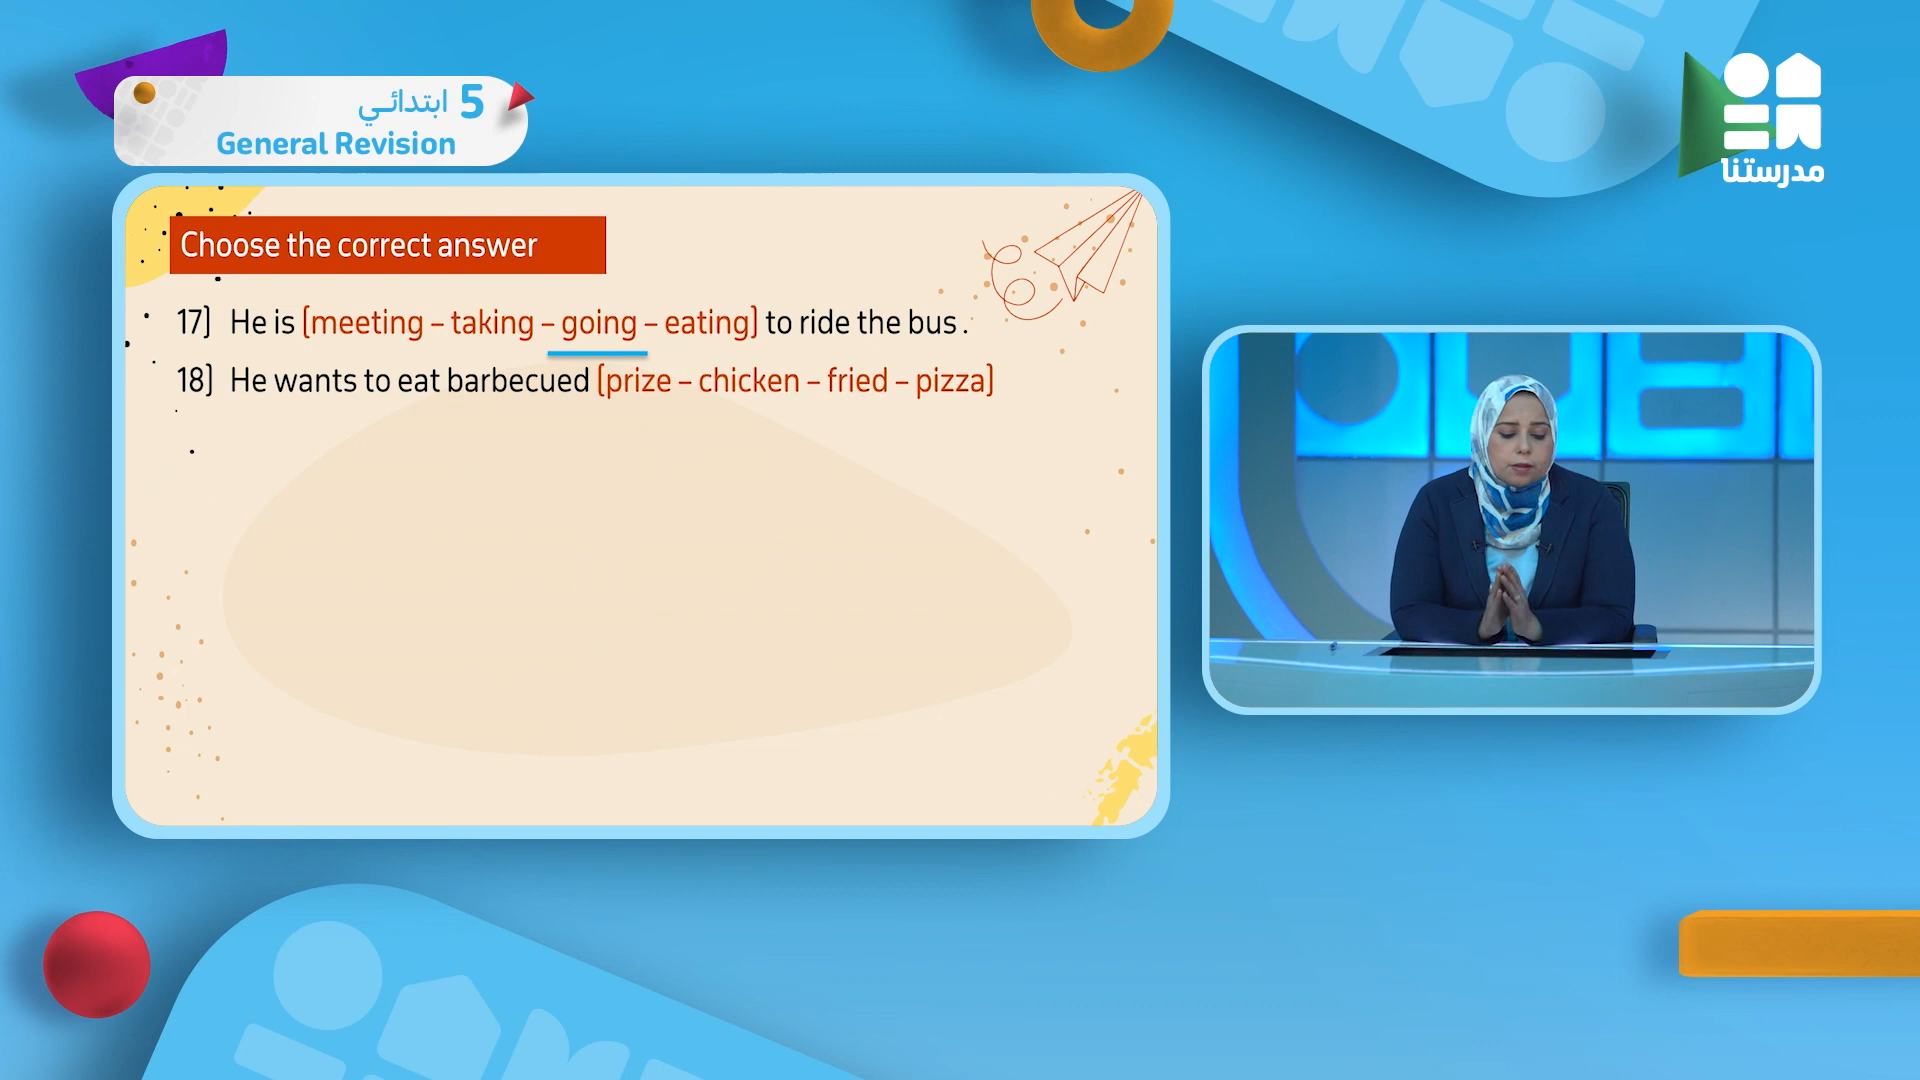 5 ابتدائي
General Revision
مدرستنا
Choose the correct answer
17) He is (meeting – taking – going – eating) to ride the bus .
18) He wants to eat barbecued (prize – chicken – fried – pizza)